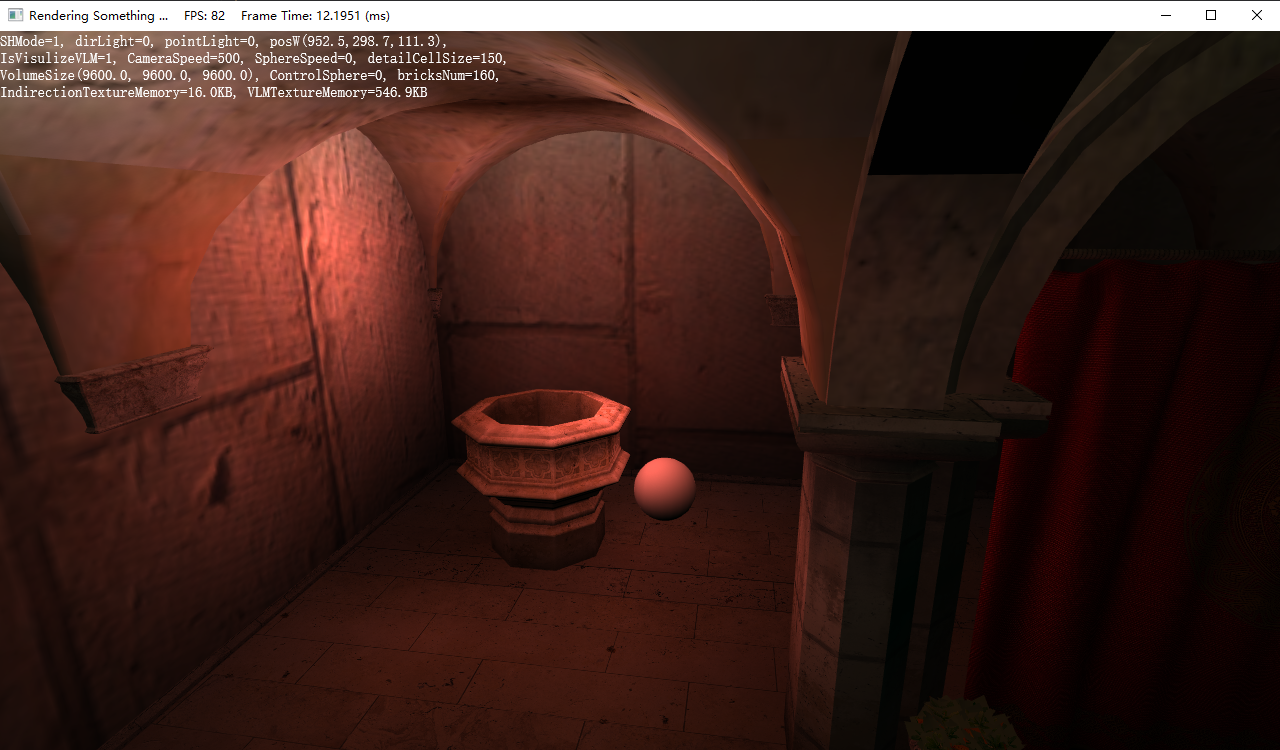 Rendering Something ... FPS: 82 Frame Time: 12.1951 (ms)
SHMode=1, dirLight=0, pointLight=0, posW(952.5,298.7,111.3),
IsVisulizeVLM=1, CameraSpeed=500, SphereSpeed=0, detailCellSize=150,
VolumeSize(9600.0, 9600.0, 9600.0), ControlSphere=0, bricksNum=160,
IndirectionTextureMemory=16.0KB, VLMTextureMemory=546.9KB